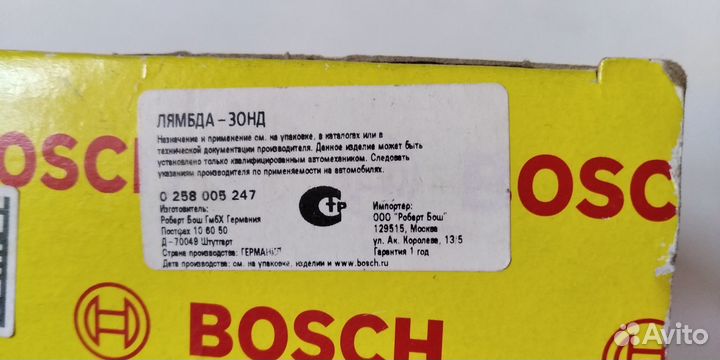 BOSCH
BOSCH
ЛЯМБДА – ЗОНД
Назначение и применение см. на упаковке, в каталогах или в
технической документации производителя. Данное изделие может быть
установлено только квалифицированным автомехаником. Следовать
указаниям производителя по применяемости на автомобилях.
0 258 005 247
Изготовитель:
Роберт Бош ГмбХ Германия
Постфах 10 60 50
Д – 70049 Штутгарт
Страна производства: ГЕРМАНИЯ
Дата производства: см. на упаковке, изделии и www.bosch.ru
Стр
Импортер:
ООО "Роберт Бош"
129515, Москва
ул. Ак. Королева, 13/5
Гарантия 1 год
BOSCH
Avito